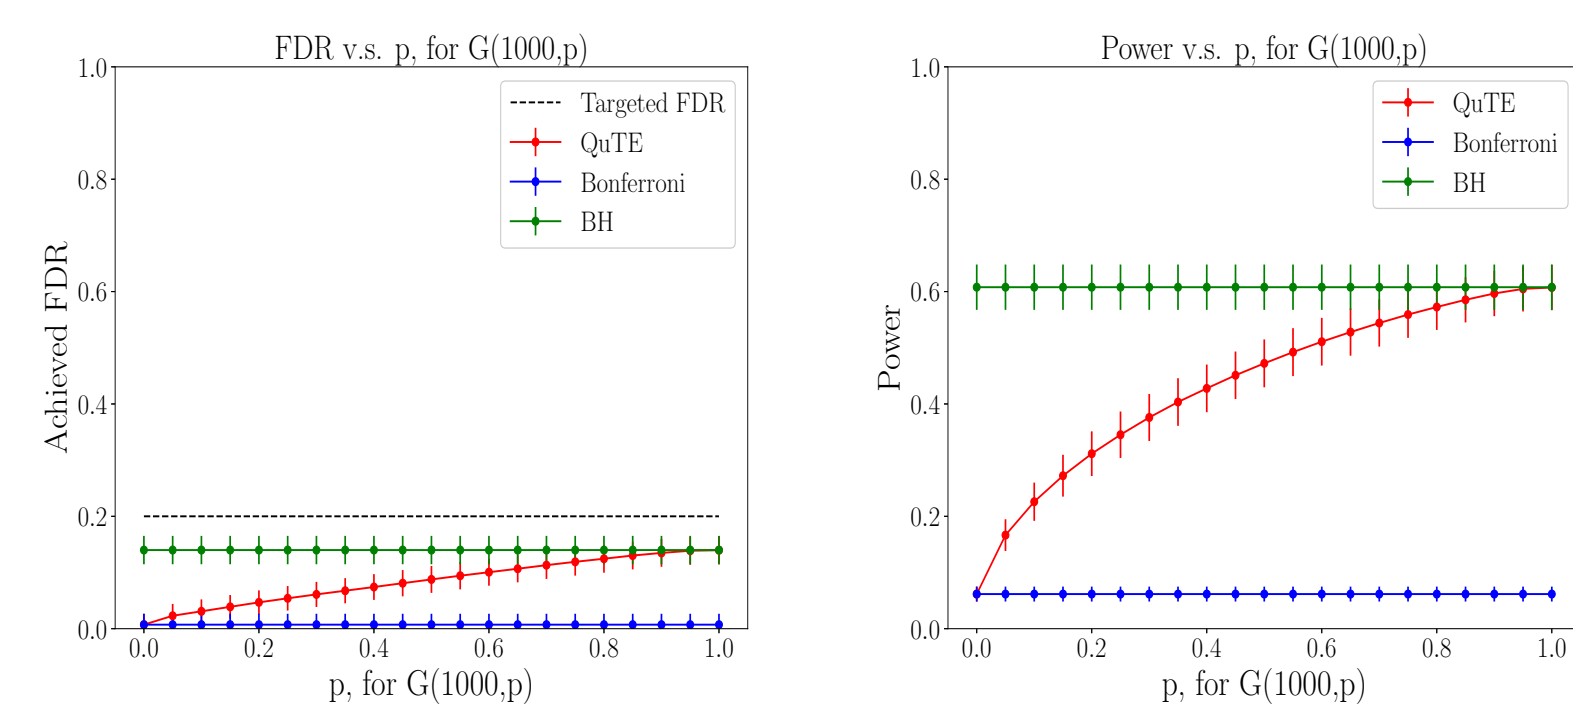 FDR v.s. p, for G(1000,p)
1.0
0.8
0.6
0.4
0.2
0.0
Achieved FDR
Targeted FDR
QuTE
Bonferroni
BH
0.0 0.2 0.4 0.6 0.8 1.0
p, for G(1000,p)
Power v.s. p, for G(1000,p)
1.0
0.8
0.6
0.4
0.2
0.0
Power
QuTE
Bonferroni
BH
0.0 0.2 0.4 0.6 0.8 1.0
p, for G(1000,p)